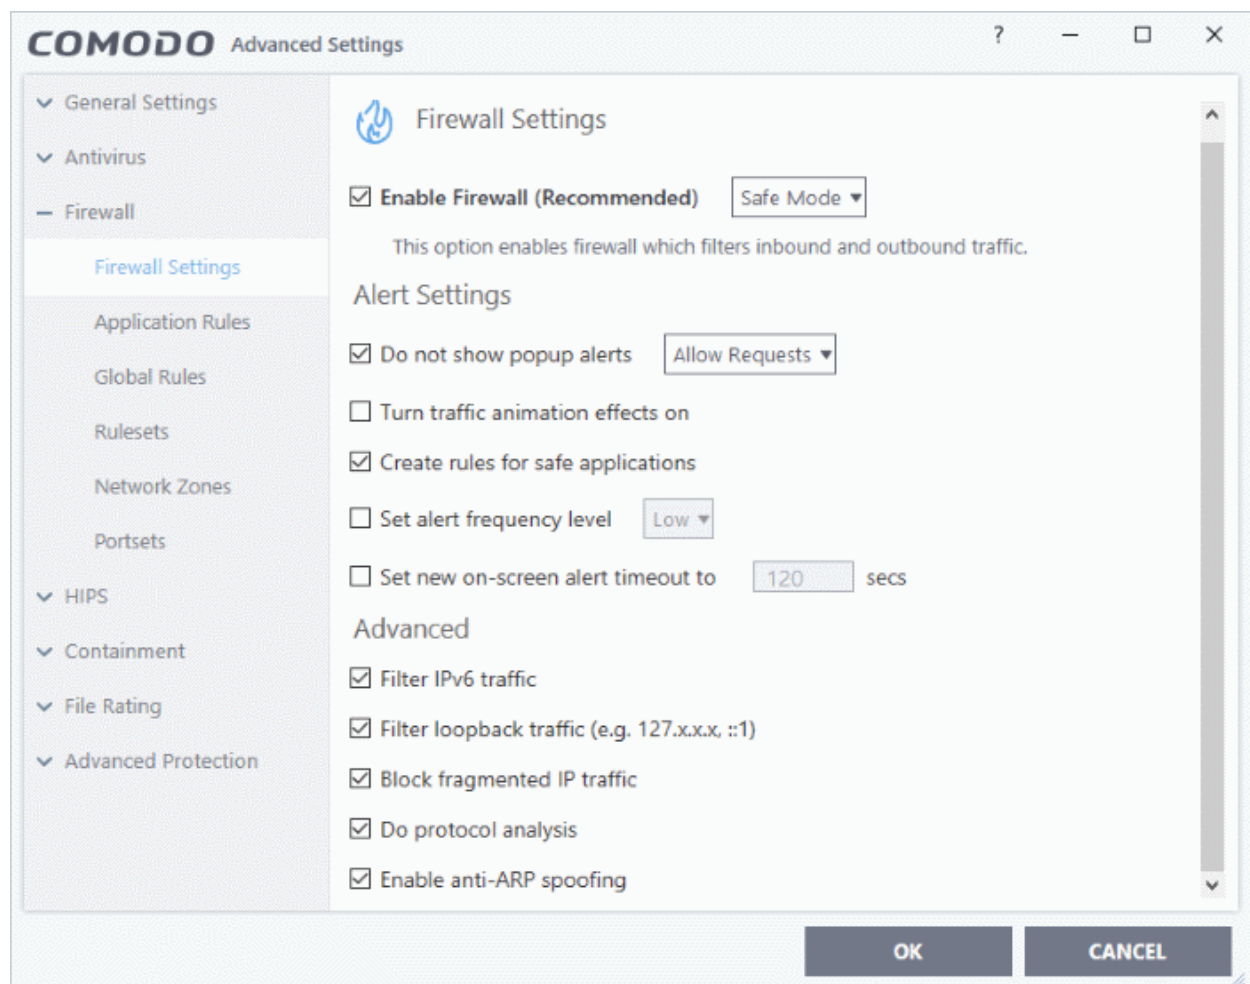 COMODO Advanced Settings ?
General Settings
Antivirus
Firewall
Firewall Settings
Application Rules
Global Rules
Rulesets
Network Zones
Portsets
HIPS
Containment
File Rating
Advanced Protection
Firewall Settings
Enable Firewall (Recommended) Safe Mode
This option enables firewall which filters inbound and outbound traffic.
Alert Settings
Do not show popup alerts Allow Requests
Turn traffic animation effects on
Create rules for safe applications
Set alert frequency level Low
Set new on-screen alert timeout to 120 secs
Advanced
Filter IPv6 traffic
Filter loopback traffic (e.g. 127.x.x.x, ::1)
Block fragmented IP traffic
Do protocol analysis
Enable anti-ARP spoofing
OK CANCEL